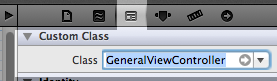 Custom Class
Class GeneralViewController
Identity